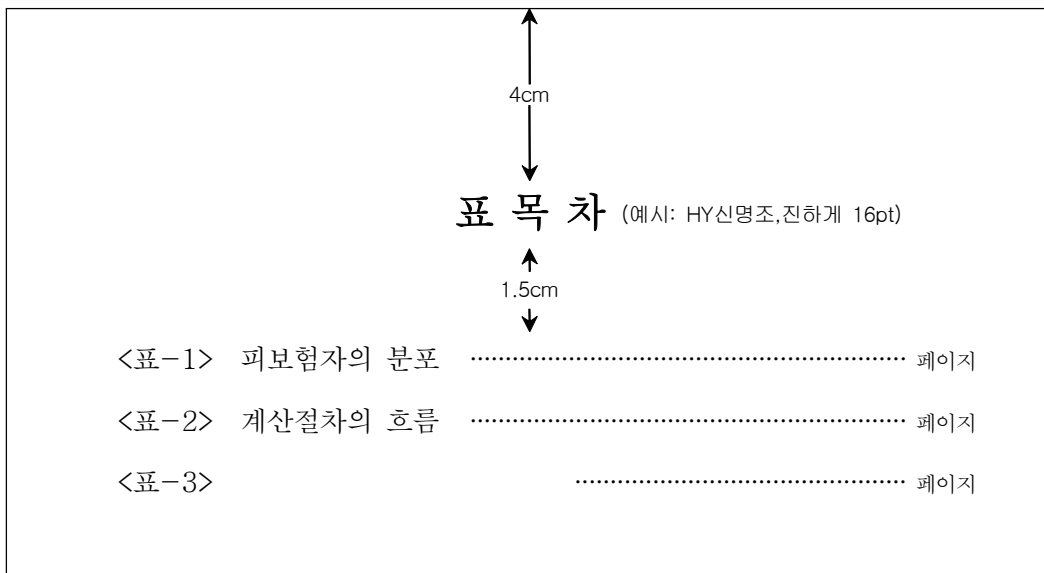 4cm
표 목 차 (예시: HY신명조,진하게 16pt)
1.5cm
<표-1> 피보험자의 분포 ······························································ 페이지
<표-2> 계산절차의 흐름 ······························································ 페이지
<표-3> ··············································· 페이지